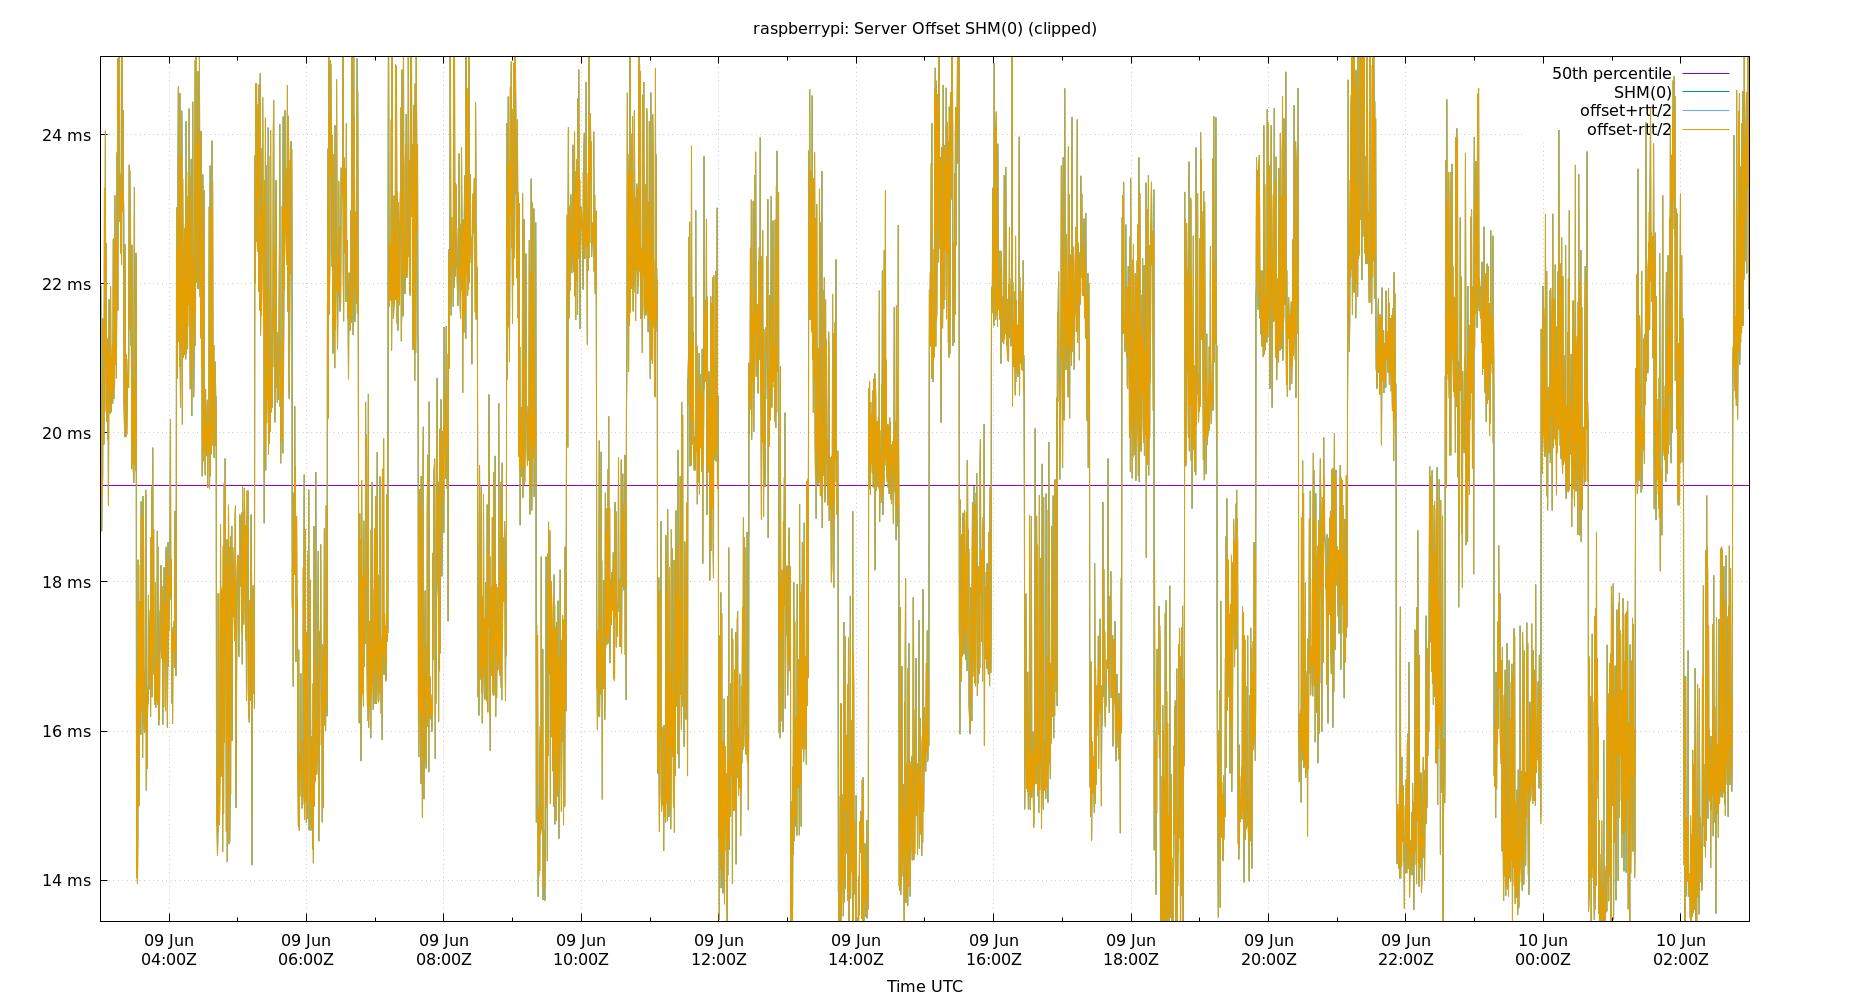 raspberrypi: Server Offset SHM(0) (clipped)
50th percentile
SHM(0)
offset+rtt/2
offset-rtt/2
24 ms
22 ms
20 ms
18 ms
16 ms
14 ms
09 Jun 09 Jun 09 Jun 09 Jun 09 Jun 09 Jun 09 Jun 09 Jun 09 Jun 09 Jun 10 Jun 10 Jun
04:00Z 06:00Z 08:00Z 10:00Z 12:00Z 14:00Z 16:00Z 18:00Z 20:00Z 22:00Z 00:00Z 02:00Z
Time UTC